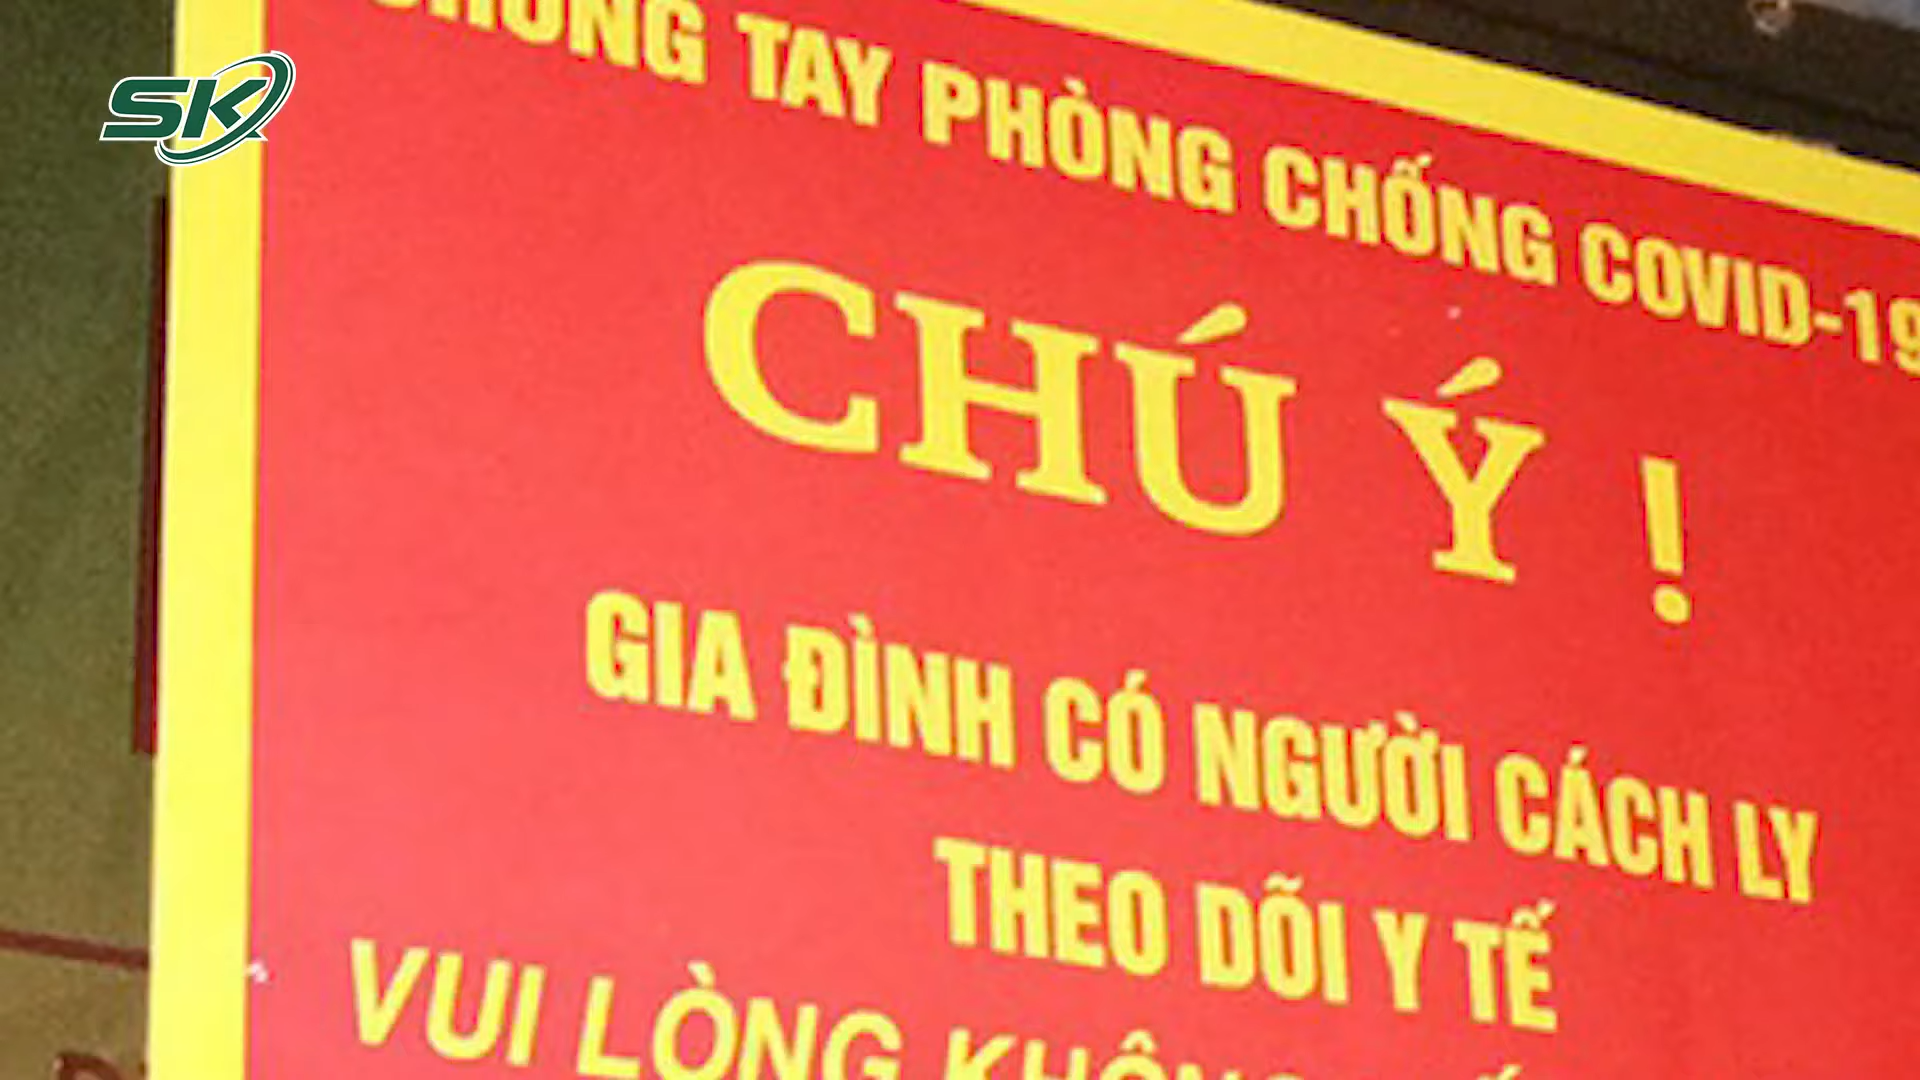 SK
CHUNG TAY PHÒNG CHỐNG COVID-19
CHÚ Ý !
GIA ĐÌNH CÓ NGƯỜI CÁCH LY
THEO DÕI Y TẾ
VUI LÒNG KHÔNG